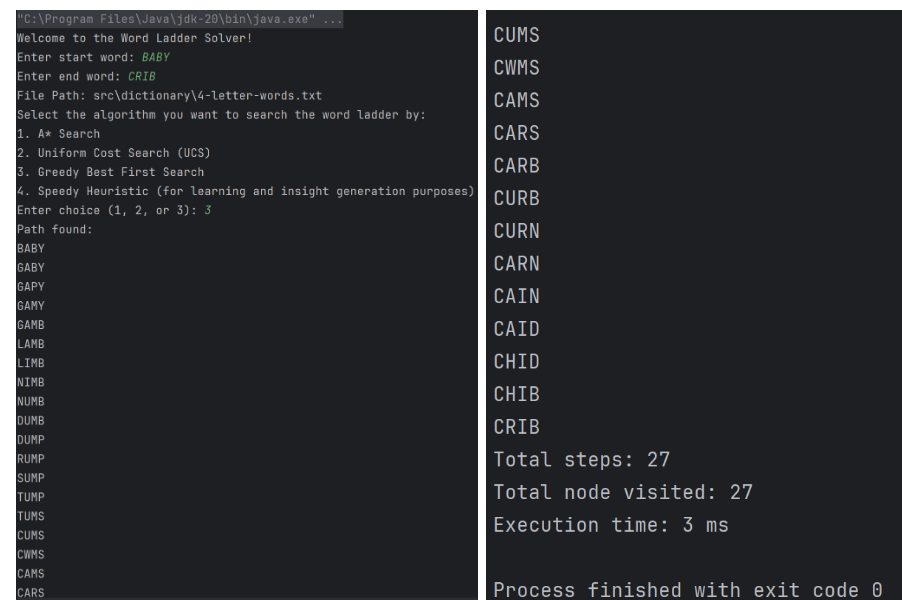 "C:\Program Files\Java\jdk-20\bin\java.exe" ...
Welcome to the Word Ladder Solver!
Enter start word: BABY
Enter end word: CRIB
File Path: src\dictionary\4-letter-words.txt
Select the algorithm you want to search the word ladder by:
1. A* Search
2. Uniform Cost Search (UCS)
3. Greedy Best First Search
4. Speedy Heuristic (for learning and insight generation purposes)
Enter choice (1, 2, or 3): 3
Path found:
BABY
GABY
GAPY
GAMY
GAMB
LAMB
LIMB
NIMB
NUMB
DUMB
DUMP
RUMP
SUMP
TUMP
TUMS
CUMS
CWMS
CAMS
CARS
CUMS
CWMS
CAMS
CARS
CARB
CURB
CURN
CARN
CAIN
CAID
CHID
CHIB
CRIB
Total steps: 27
Total node visited: 27
Execution time: 3 ms
Process finished with exit code 0